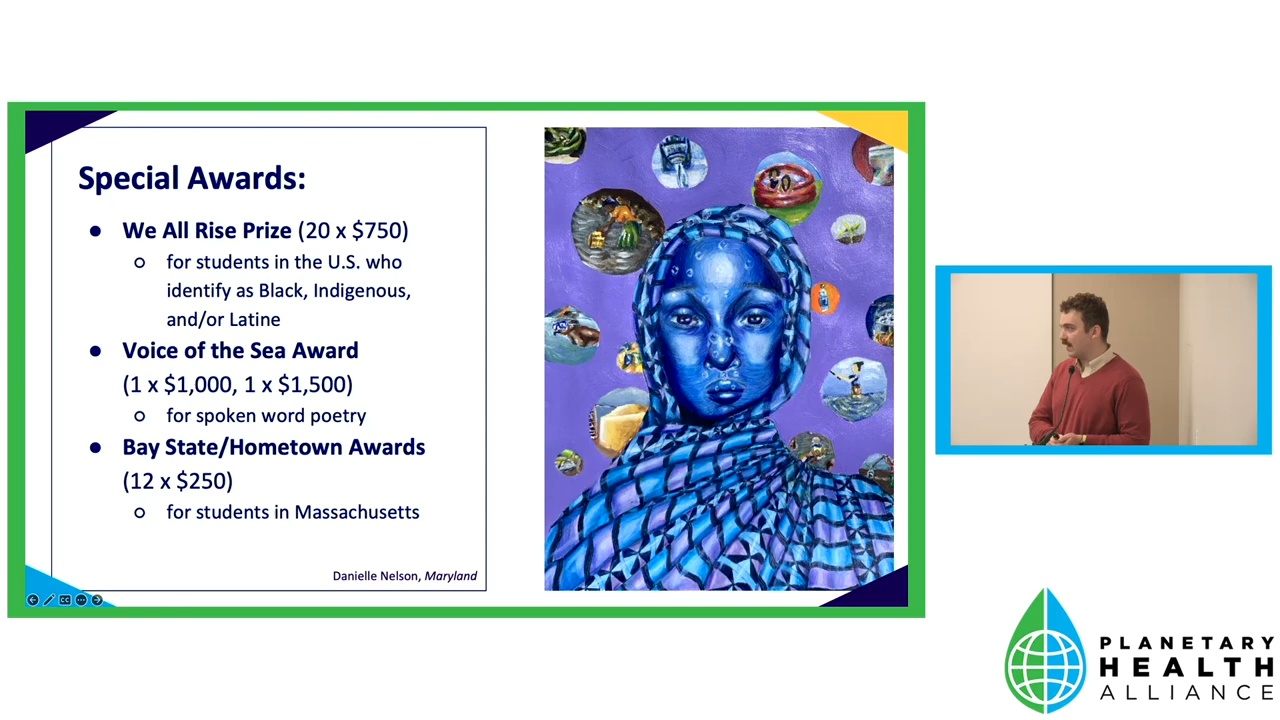 Special Awards:
● We All Rise Prize (20 x $750)
○ for students in the U.S. who
identify as Black, Indigenous,
and/or Latine
● Voice of the Sea Award
(1 x $1,000, 1 x $1,500)
○ for spoken word poetry
● Bay State/Hometown Awards
(12 x $250)
○ for students in Massachusetts
Danielle Nelson, Maryland
CC
PLANETARY
HEALTH
ALLIANCE